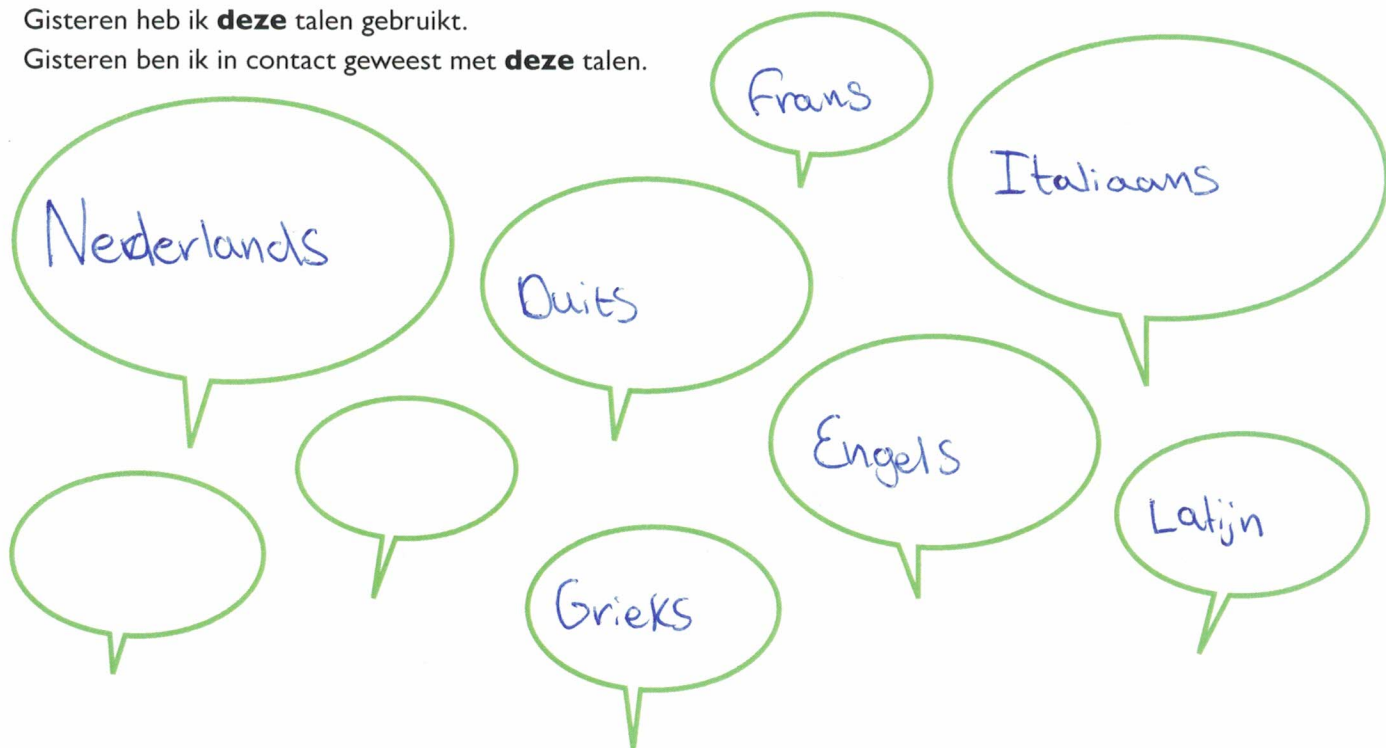 Gisteren heb ik deze talen gebruikt.
Gisteren ben ik in contact geweest met deze talen.
Frans
Italiaans
Nederlands
Duits
Engels
Latijn
Grieks